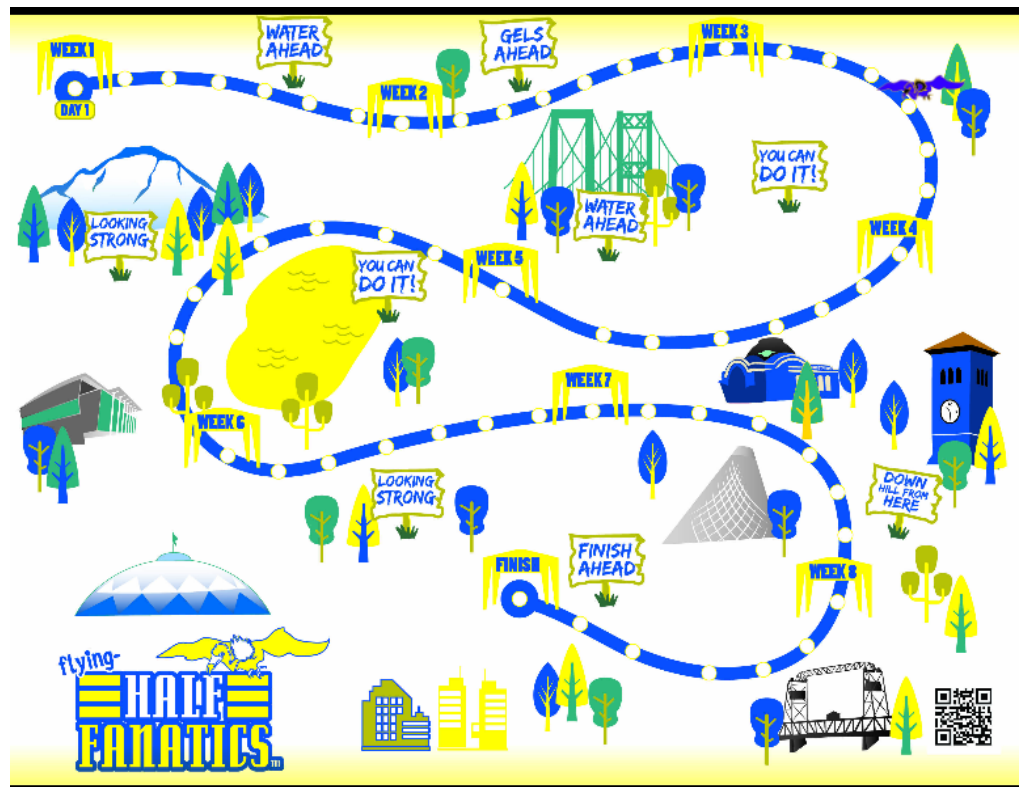 WEEK 1
WATER
AHEAD
GELS
AHEAD
WEEK 3
DAY 1
WEEK 2
YOU CAN
DO IT!
LOOKING
STRONG
WATER
AHEAD
WEEK 4
WEEK 5
YOU CAN
DO IT!
WEEK 7
WEEK 6
LOOKING
STRONG
DOWN
HILL FROM
HERE
FINISH
FINISH
AHEAD
WEEK 8
flying-
HALF
FANATICS TM